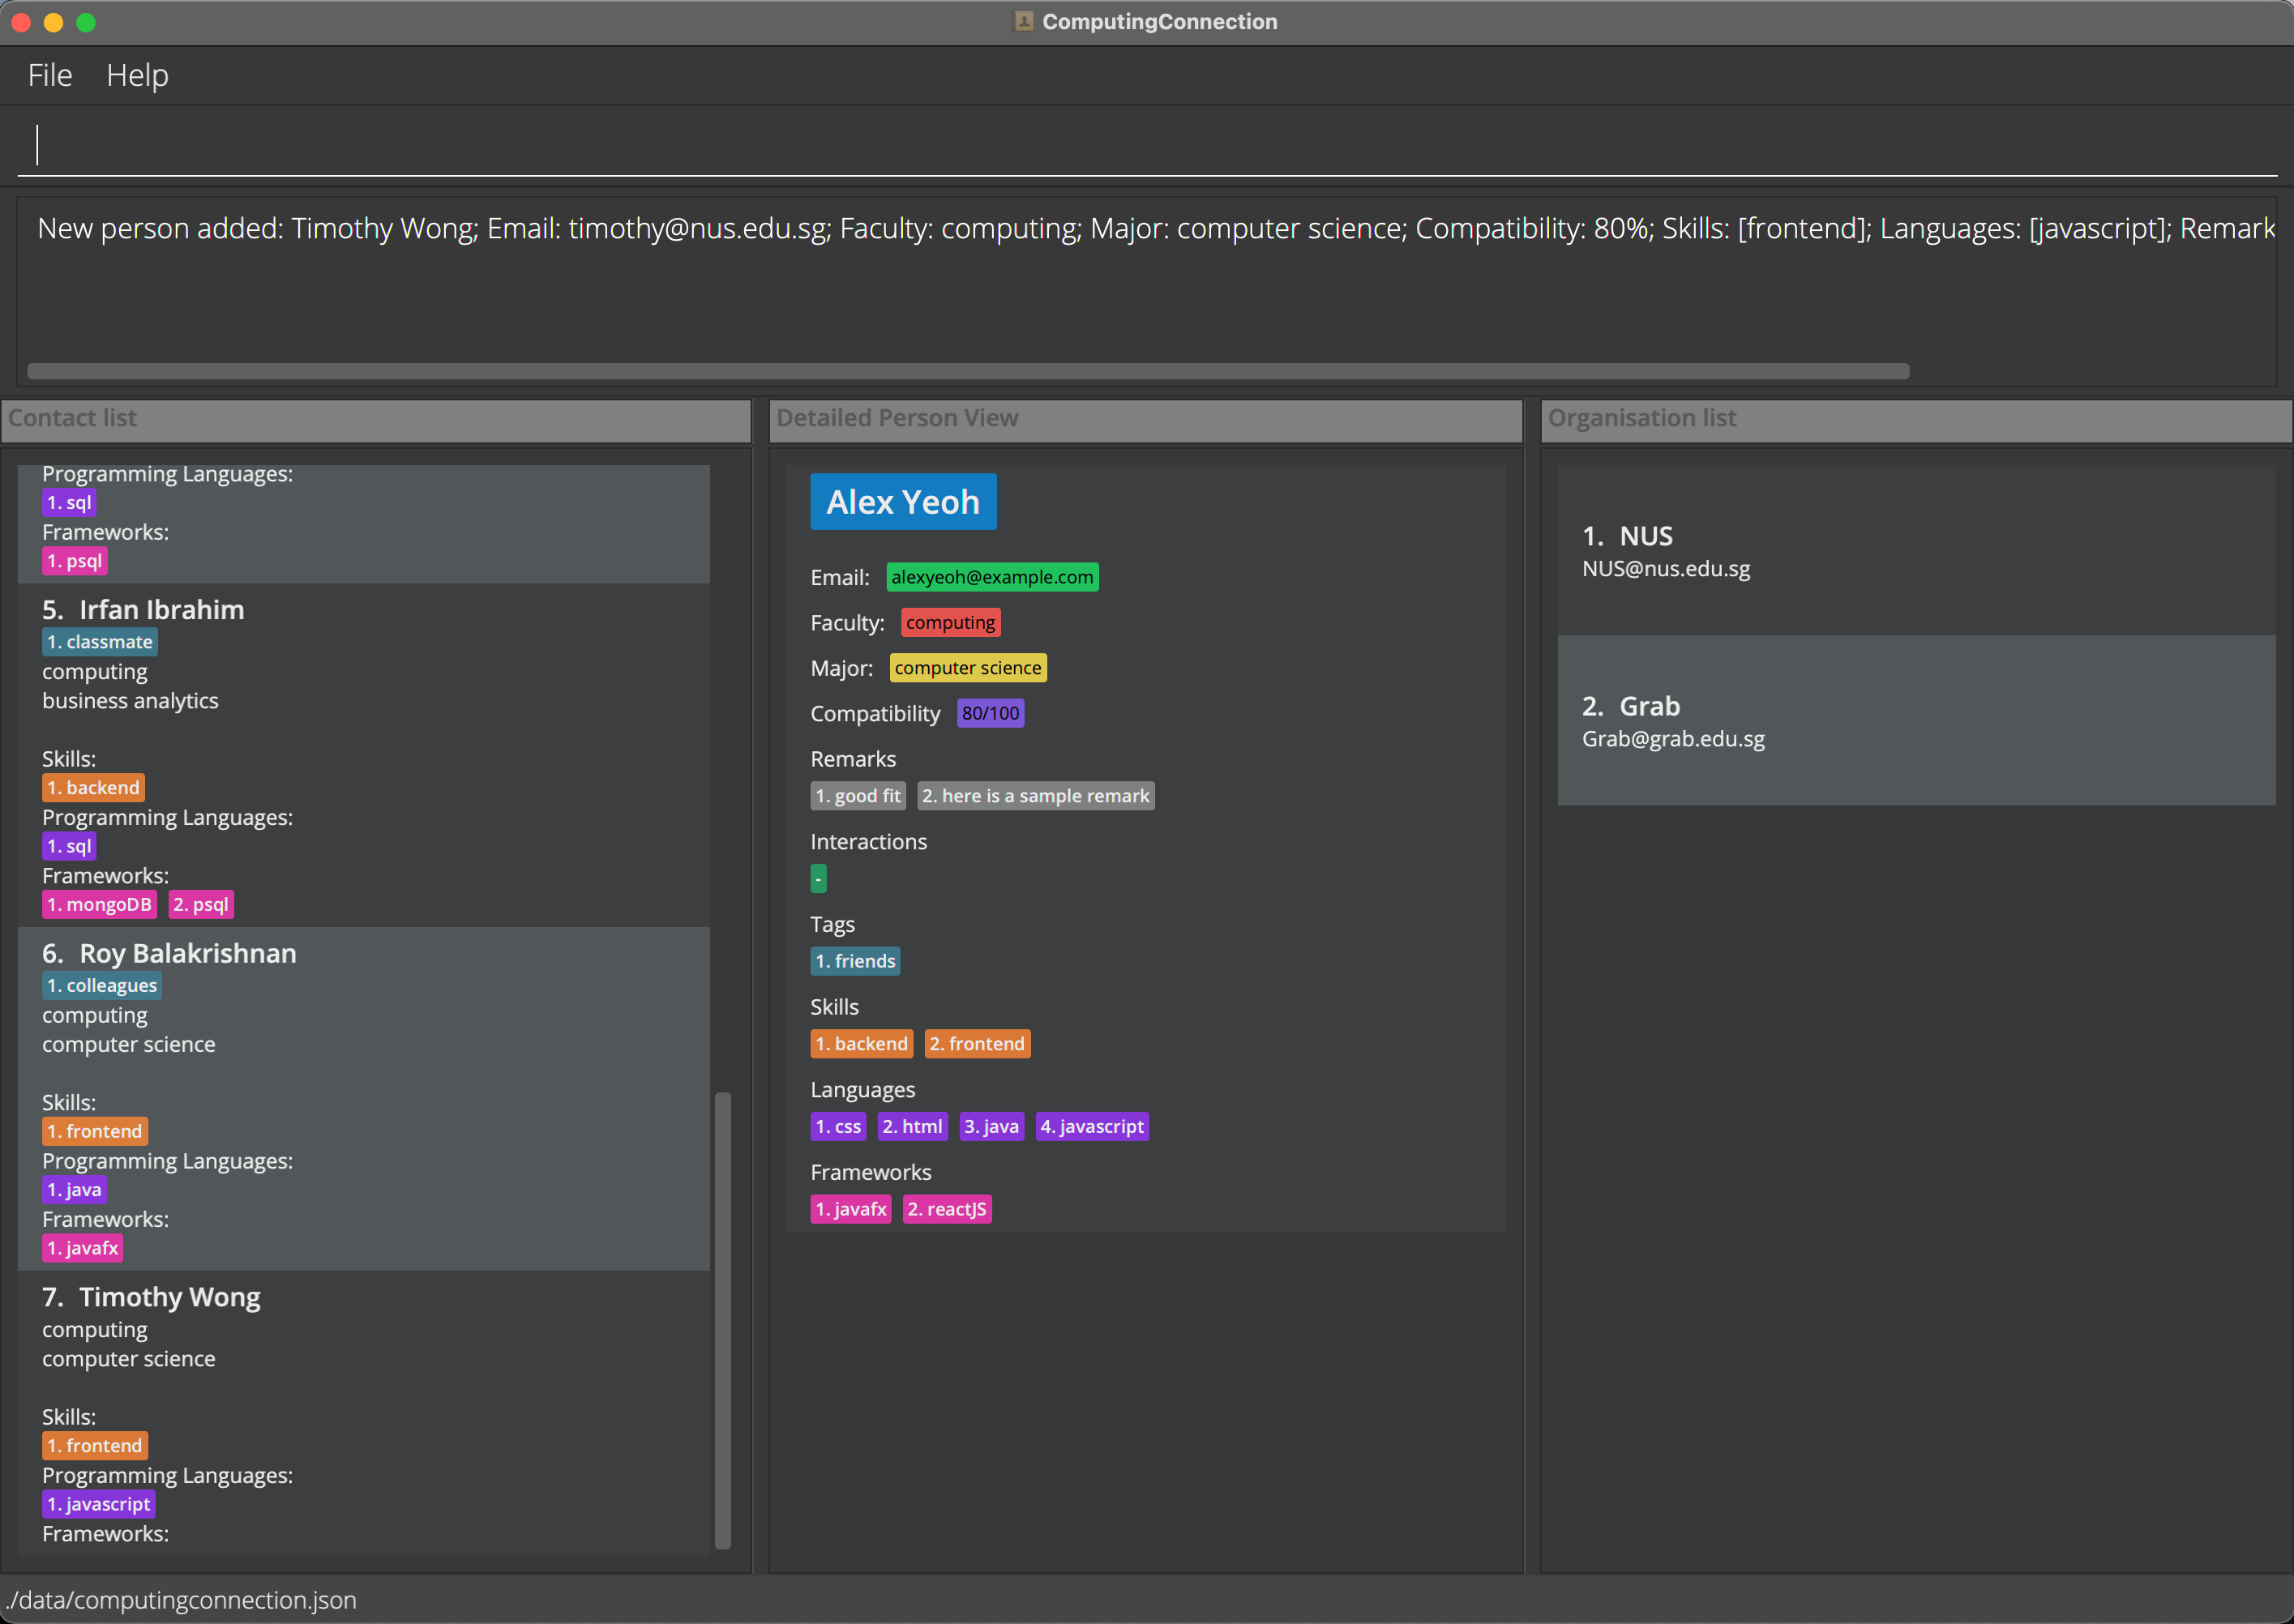 ComputingConnection
File Help
New person added: Timothy Wong; Email: timothy@nus.edu.sg; Faculty: computing; Major: computer science; Compatibility: 80%; Skills: [frontend]; Languages: [javascript]; Remark
Contact list
Programming Languages:
1. sql
Frameworks:
1. psql
5. Irfan Ibrahim
1. classmate
computing
business analytics
Skills:
1. backend
Programming Languages:
1. sql
Frameworks:
1. mongoDB 2. psql
6. Roy Balakrishnan
1. colleagues
computing
computer science
Skills:
1. frontend
Programming Languages:
1. java
Frameworks:
1. javafx
7. Timothy Wong
computing
computer science
Skills:
1. frontend
Programming Languages:
1. javascript
Frameworks:
Detailed Person View
Alex Yeoh
Email: alexyeoh@example.com
Faculty: computing
Major: computer science
Compatibility 80/100
Remarks
1. good fit 2. here is a sample remark
Interactions
-
Tags
1. friends
Skills
1. backend 2. frontend
Languages
1. css 2. html 3. java 4. javascript
Frameworks
1. javafx 2. reactJS
Organisation list
1. NUS
NUS@nus.edu.sg
2. Grab
Grab@grab.edu.sg
./data/computingconnection.json